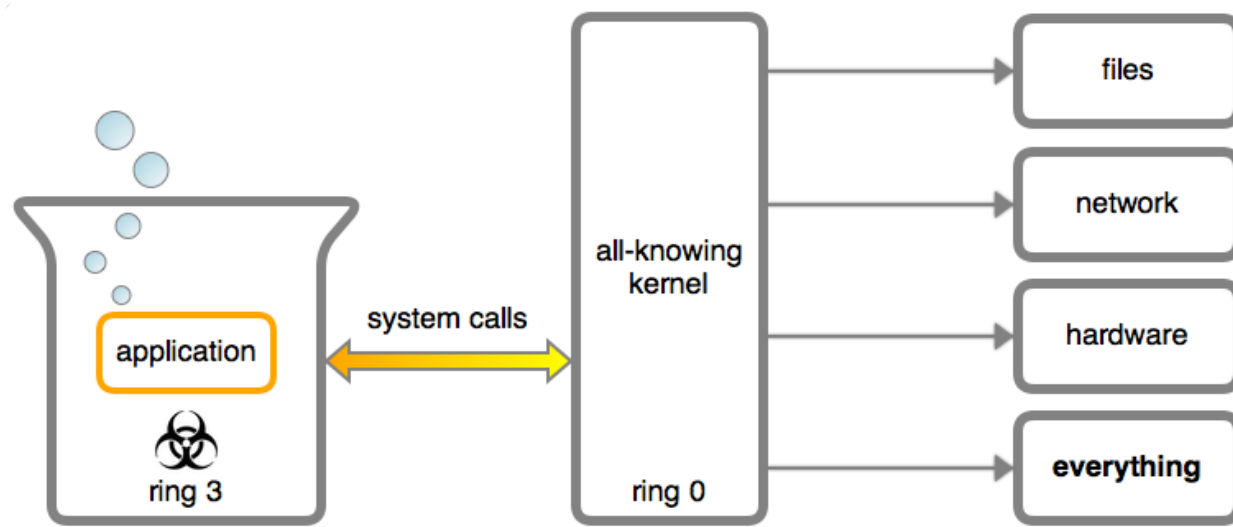 application
ring 3
system calls
all-knowing
kernel
ring 0
files
network
hardware
everything